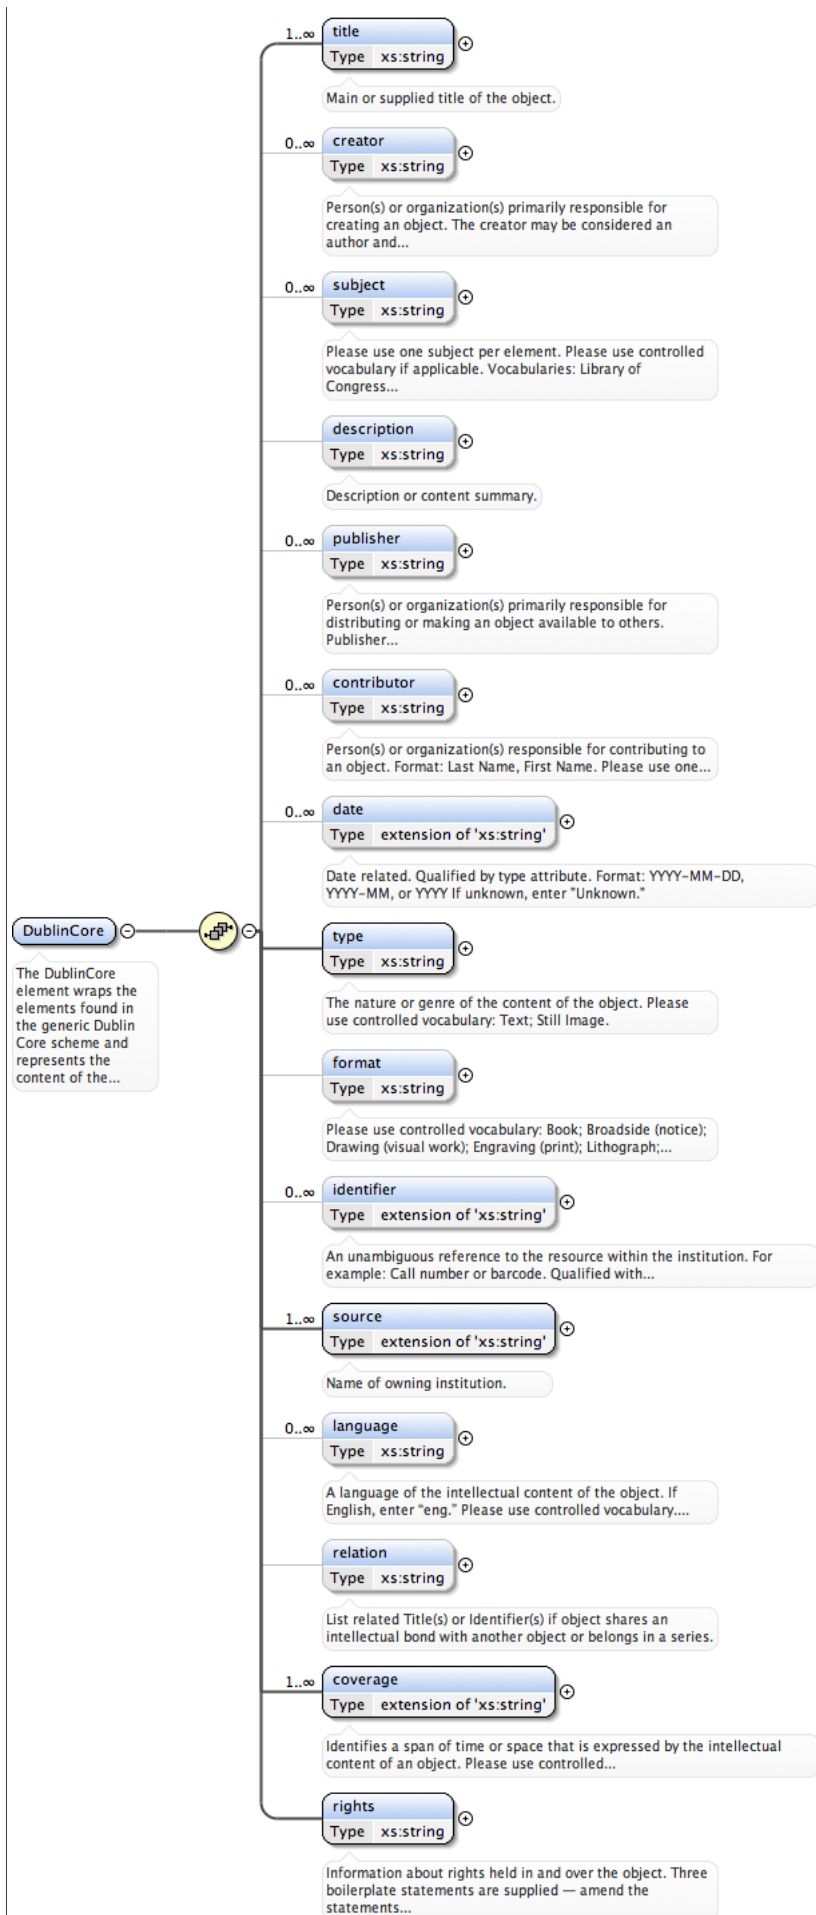 1..∞ title
Type xs:string
Main or supplied title of the object.
0..∞ creator
Type xs:string
Person(s) or organization(s) primarily responsible for
creating an object. The creator may be considered an
author and...
0..∞ subject
Type xs:string
Please use one subject per element. Please use controlled
vocabulary if applicable. Vocabularies: Library of
Congress...
description
Type xs:string
Description or content summary.
0..∞ publisher
Type xs:string
Person(s) or organization(s) primarily responsible for
distributing or making an object available to others.
Publisher...
0..∞ contributor
Type xs:string
Person(s) or organization(s) responsible for contributing to
an object. Format: Last Name, First Name. Please use one...
0..∞ date
Type extension of 'xs:string'
Date related. Qualified by type attribute. Format: YYYY-MM-DD,
YYYY-MM, or YYYY If unknown, enter "Unknown."
DublinCore
The DublinCore
element wraps the
elements found in
the generic Dublin
Core scheme and
represents the
content of the...
type
Type xs:string
The nature or genre of the content of the object. Please
use controlled vocabulary: Text; Still Image.
format
Type xs:string
Please use controlled vocabulary: Book; Broadside (notice);
Drawing (visual work); Engraving (print); Lithograph;...
0..∞ identifier
Type extension of 'xs:string'
An unambiguous reference to the resource within the institution. For
example: Call number or barcode. Qualified with...
1..∞ source
Type extension of 'xs:string'
Name of owning institution.
0..∞ language
Type xs:string
A language of the intellectual content of the object. If
English, enter “eng.” Please use controlled vocabulary....
relation
Type xs:string
List related Title(s) or Identifier(s) if object shares an
intellectual bond with another object or belongs in a series.
1..∞ coverage
Type extension of 'xs:string'
Identifies a span of time or space that is expressed by the intellectual
content of an object. Please use controlled...
rights
Type xs:string
Information about rights held in and over the object. Three
boilerplate statements are supplied — amend the
statements...